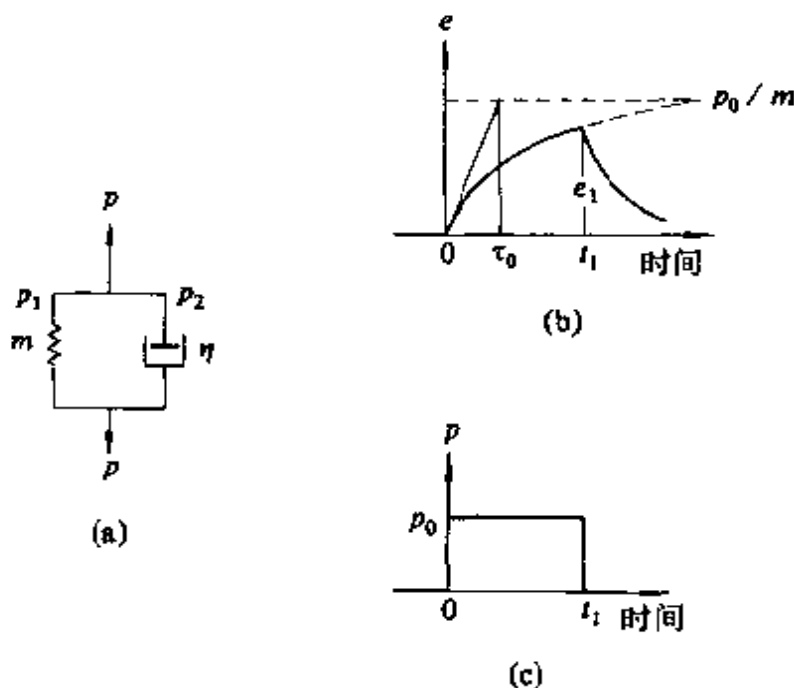 p
p₁ p₂
m η
p
(a)
e
p₀ / m
e₁
0 τ₀ t₁ 时间
(b)
p
p₀
0 t₁ 时间
(c)